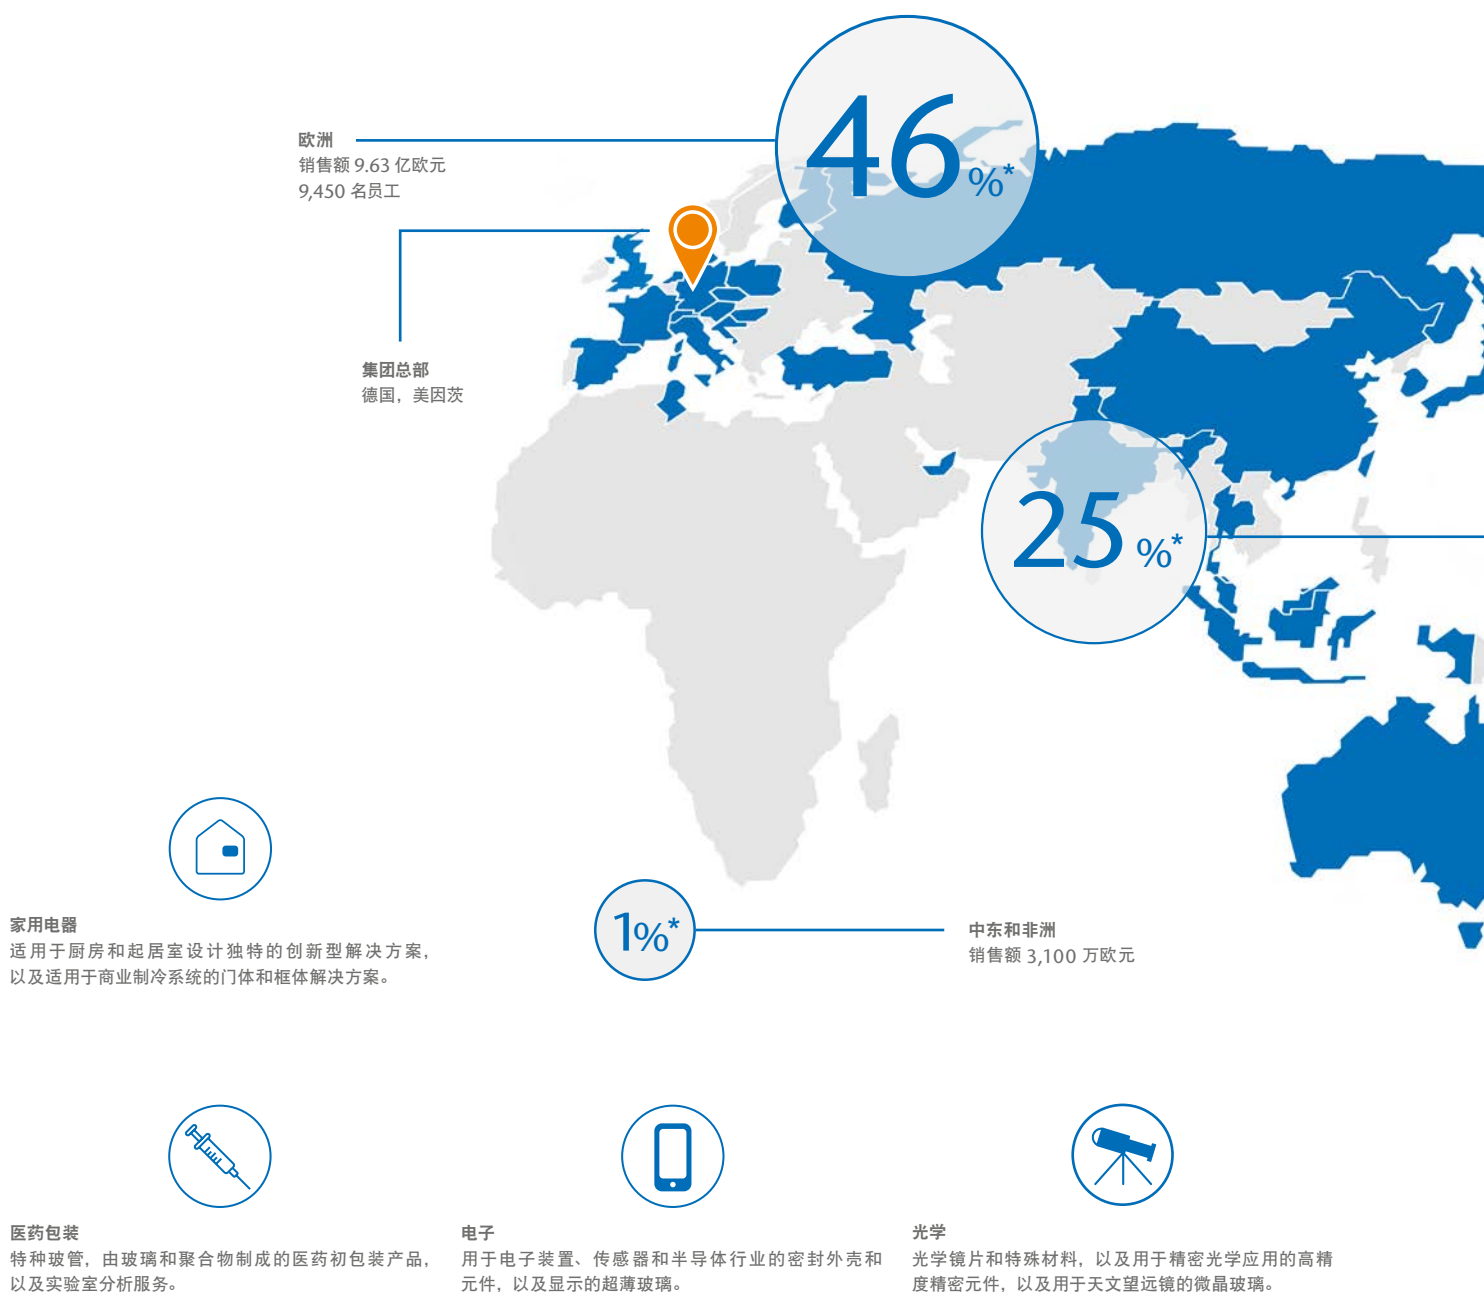 46%*
欧洲
销售额 9.63 亿欧元
9,450 名员工
集团总部
德国，美因茨
25%*
1%*
中东和非洲
销售额 3,100 万欧元
家用电器
适用于厨房和起居室设计独特的创新型解决方案，
以及适用于商业制冷系统的门体和框体解决方案。
医药包装
特种玻管，由玻璃和聚合物制成的医药初包装产品，
以及实验室分析服务。
电子
用于电子装置、传感器和半导体行业的密封外壳和
元件，以及显示的超薄玻璃。
光学
光学镜片和特殊材料，以及用于精密光学应用的高精
度精密元件，以及用于天文望远镜的微晶玻璃。